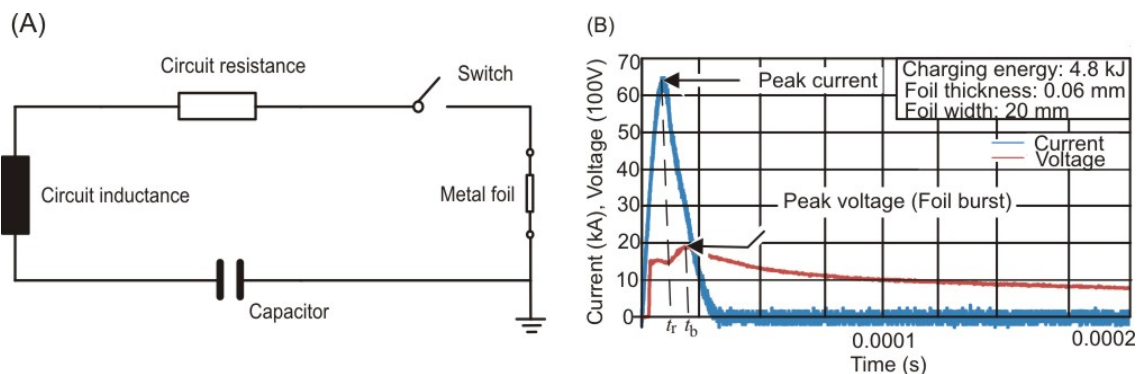 (A)
Circuit resistance
Switch
Circuit inductance
Metal foil
Capacitor
(B)
Current (kA), Voltage (100V)
70
60
50
40
30
20
10
0
Peak current
Charging energy: 4.8 kJ
Foil thickness: 0.06 mm
Foil width: 20 mm
Current
Voltage
Peak voltage (Foil burst)
tr
tb
0.0001
0.0002
Time (s)